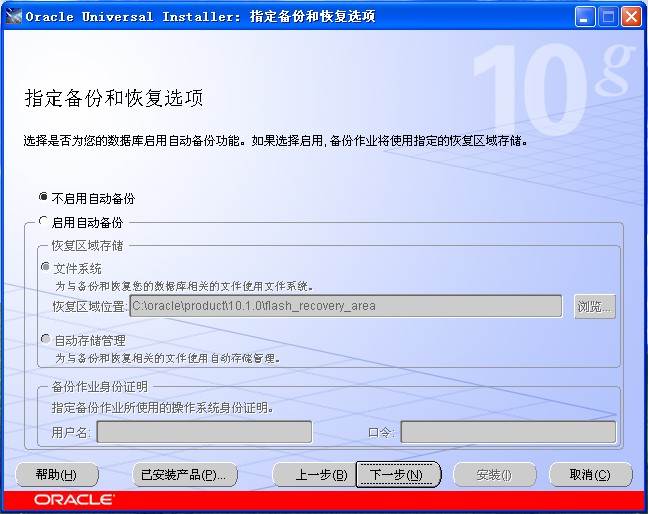 Oracle Universal Installer: 指定备份和恢复选项
10g
指定备份和恢复选项
选择是否为您的数据库启用自动备份功能。如果选择启用, 备份作业将使用指定的恢复区域存储。
不启用自动备份
启用自动备份
恢复区域存储
文件系统
为与备份和恢复您的数据库相关的文件使用文件系统。
恢复区域位置: C:\oracle\product\10.1.0\flash_recovery_area 浏览...
自动存储管理
为与备份和恢复相关的文件使用自动存储管理。
备份作业身份证明
指定备份作业所使用的操作系统身份证明。
用户名: 口令:
帮助(H) 已安装产品(P)... 上一步(B) 下一步(N) 安装(I) 取消(C)
ORACLE